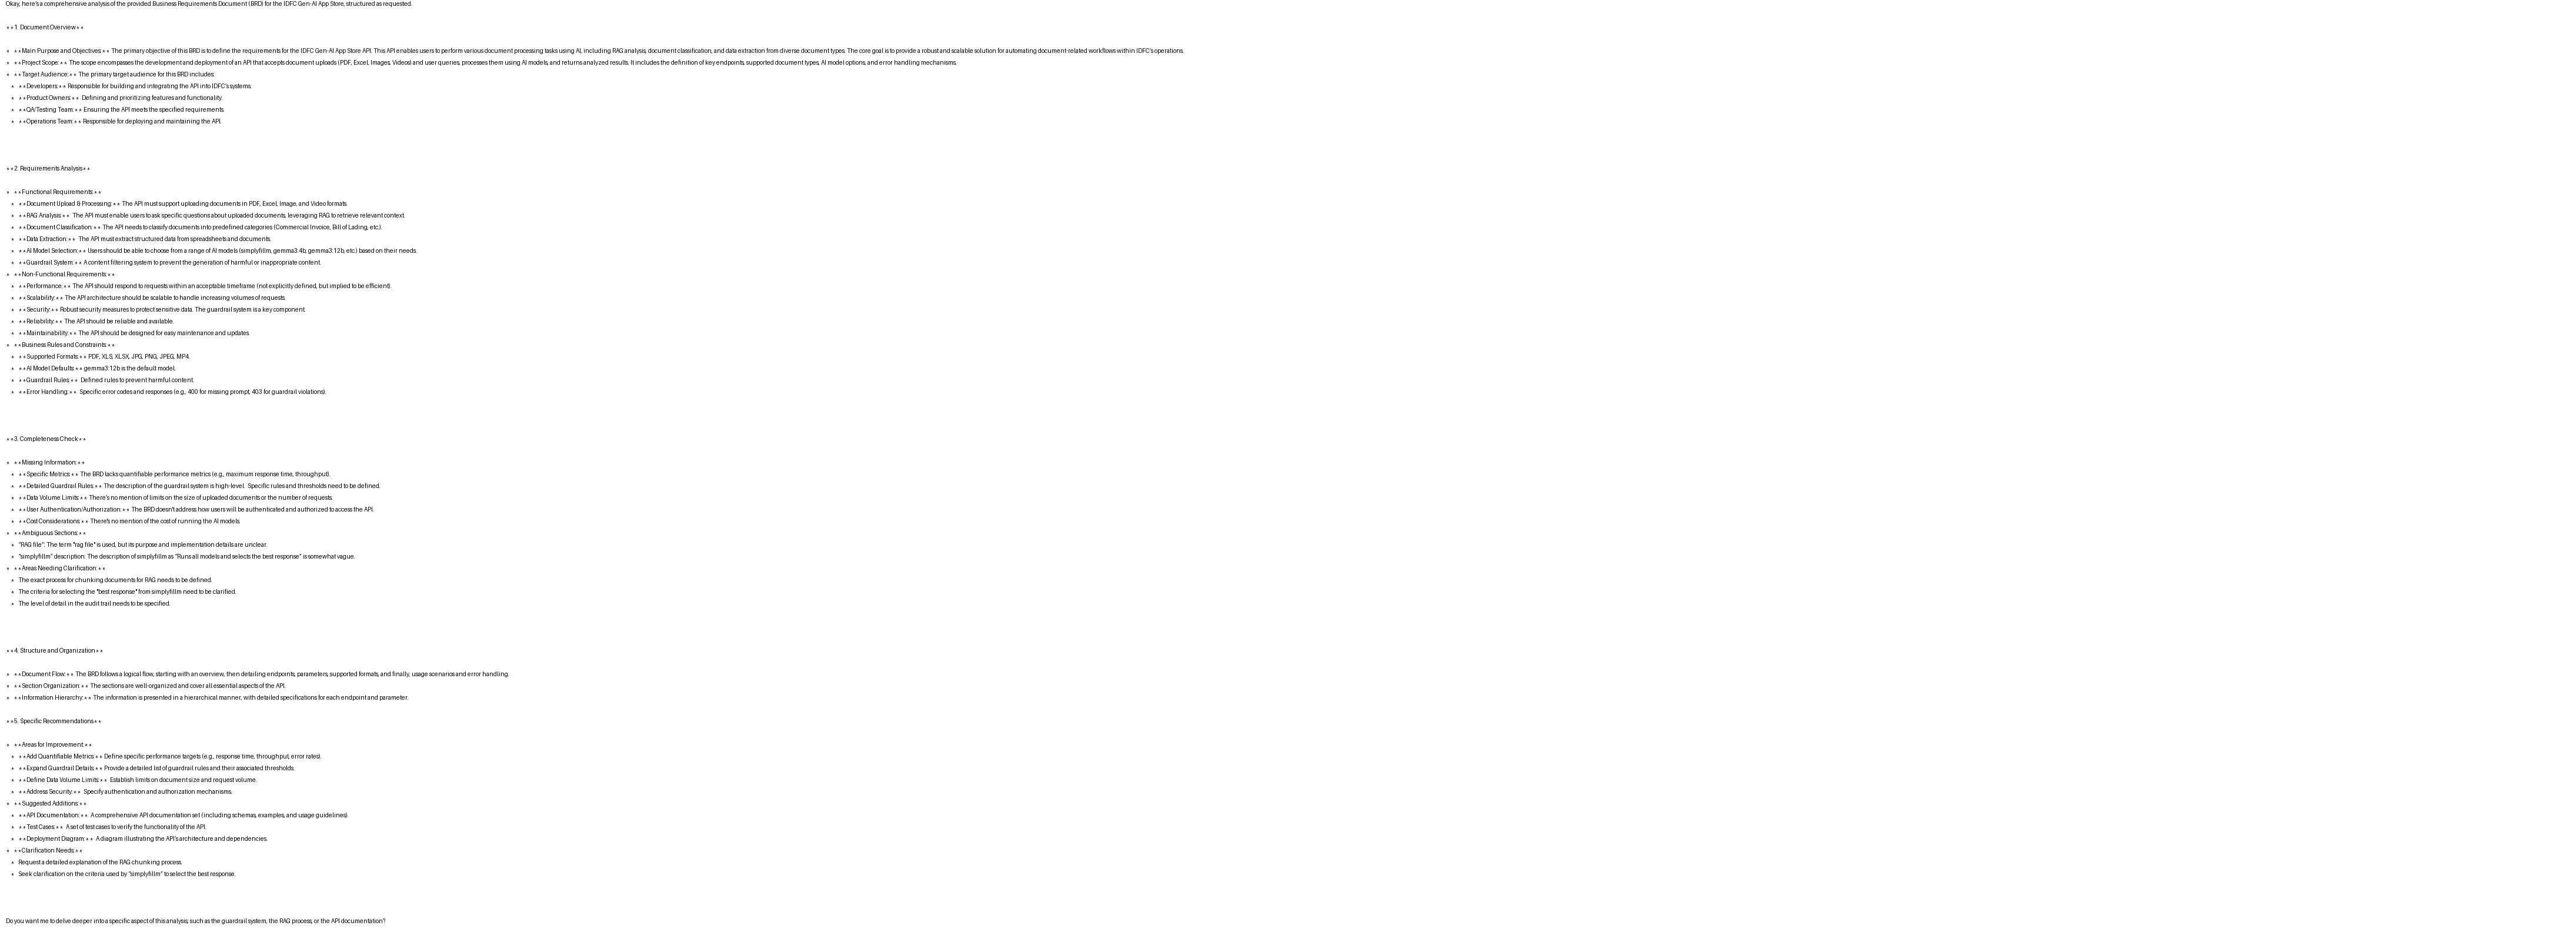 Okay, here's a comprehensive analysis of the provided Business Requirements Document (BRD) for the IDFC Gen-AI App Store, structured as requested.
**1. Document Overview**
* **Main Purpose and Objectives:** The primary objective of this BRD is to define the requirements for the IDFC Gen-AI App Store API. This API enables users to perform various document processing tasks using AI, including RAG analysis, document classification, and data extraction from diverse document types. The core goal is to provide a robust and scalable solution for automating document-related workflows within IDFC's operations.
* **Project Scope:** The scope encompasses the development and deployment of an API that accepts document uploads (PDF, Excel, Images, Videos) and user queries, processes them using AI models, and returns analyzed results. It includes the definition of key endpoints, supported document types, AI model options, and error handling mechanisms.
* **Target Audience:** The primary target audience for this BRD includes:
* **Developers:** Responsible for building and integrating the API into IDFC's systems.
* **Product Owners:** Defining and prioritizing features and functionality.
* **QA/Testing Team:** Ensuring the API meets the specified requirements.
* **Operations Team:** Responsible for deploying and maintaining the API.
**2. Requirements Analysis**
* **Functional Requirements:**
* **Document Upload & Processing:** The API must support uploading documents in PDF, Excel, Image, and Video formats.
* **RAG Analysis:** The API must enable users to ask specific questions about uploaded documents, leveraging RAG to retrieve relevant context.
* **Document Classification:** The API needs to classify documents into predefined categories (Commercial Invoice, Bill of Lading, etc.).
* **Data Extraction:** The API must extract structured data from spreadsheets and documents.
* **AI Model Selection:** Users should be able to choose from a range of AI models (simplyfillm, gemma3:4b, gemma3:12b, etc.) based on their needs.
* **Guardrail System:** A content filtering system to prevent the generation of harmful or inappropriate content.
* **Non-Functional Requirements:**
* **Performance:** The API should respond to requests within an acceptable timeframe (not explicitly defined, but implied to be efficient).
* **Scalability:** The API architecture should be scalable to handle increasing volumes of requests.
* **Security:** Robust security measures to protect sensitive data. The guardrail system is a key component.
* **Reliability:** The API should be reliable and available.
* **Maintainability:** The API should be designed for easy maintenance and updates.
* **Business Rules and Constraints:**
* **Supported Formats:** PDF, XLS, XLSX, JPG, PNG, JPEG, MP4.
* **AI Model Defaults:** gemma3:12b is the default model.
* **Guardrail Rules:** Defined rules to prevent harmful content.
* **Error Handling:** Specific error codes and responses (e.g., 400 for missing prompt, 403 for guardrail violations).
**3. Completeness Check**
* **Missing Information:**
* **Specific Metrics:** The BRD lacks quantifiable performance metrics (e.g., maximum response time, throughput).
* **Detailed Guardrail Rules:** The description of the guardrail system is high-level. Specific rules and thresholds need to be defined.
* **Data Volume Limits:** There's no mention of limits on the size of uploaded documents or the number of requests.
* **User Authentication/Authorization:** The BRD doesn't address how users will be authenticated and authorized to access the API.
* **Cost Considerations:** There's no mention of the cost of running the AI models.
* **Ambiguous Sections:**
* "RAG file": The term "rag file" is used, but its purpose and implementation details are unclear.
* "simplyfillm" description: The description of simplyfillm as "Runs all models and selects the best response" is somewhat vague.
* **Areas Needing Clarification:**
* The exact process for chunking documents for RAG needs to be defined.
* The criteria for selecting the "best response" from simplyfillm need to be clarified.
* The level of detail in the audit trail needs to be specified.
**4. Structure and Organization**
* **Document Flow:** The BRD follows a logical flow, starting with an overview, then detailing endpoints, parameters, supported formats, and finally, usage scenarios and error handling.
* **Section Organization:** The sections are well-organized and cover all essential aspects of the API.
* **Information Hierarchy:** The information is presented in a hierarchical manner, with detailed specifications for each endpoint and parameter.
**5. Specific Recommendations**
* **Areas for Improvement:**
* **Add Quantifiable Metrics:** Define specific performance targets (e.g., response time, throughput, error rates).
* **Expand Guardrail Details:** Provide a detailed list of guardrail rules and their associated thresholds.
* **Define Data Volume Limits:** Establish limits on document size and request volume.
* **Address Security:** Specify authentication and authorization mechanisms.
* **Suggested Additions:**
* **API Documentation:** A comprehensive API documentation set (including schemas, examples, and usage guidelines).
* **Test Cases:** A set of test cases to verify the functionality of the API.
* **Deployment Diagram:** A diagram illustrating the API's architecture and dependencies.
* **Clarification Needs:**
* Request a detailed explanation of the RAG chunking process.
* Seek clarification on the criteria used by "simplyfillm" to select the best response.
Do you want me to delve deeper into a specific aspect of this analysis, such as the guardrail system, the RAG process, or the API documentation?